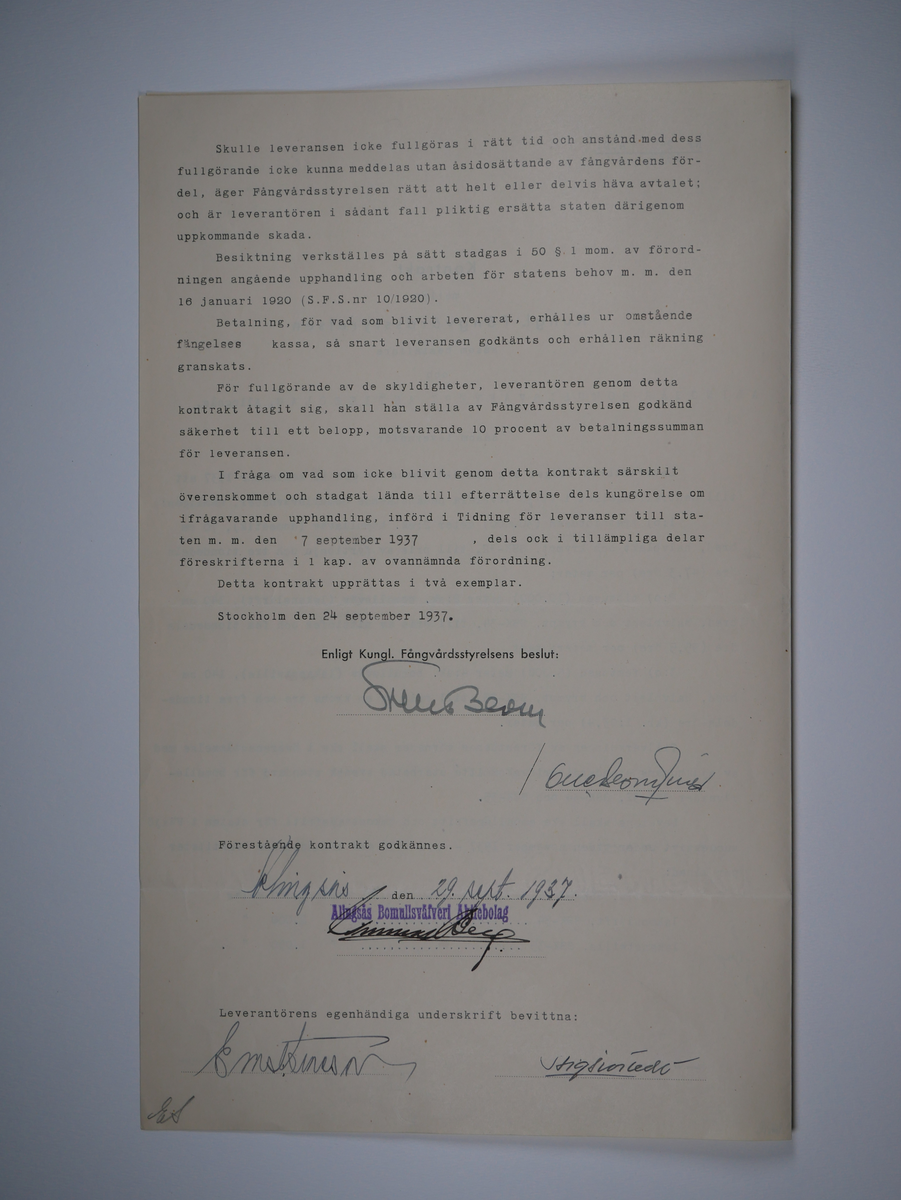 Skulle leveransen icke fullgöras i rätt tid och anstånd med dess
fullgörande icke kunna meddelas utan åsidosättande av fångvårdens för-
del, äger Fångvårdsstyrelsen rätt att helt eller delvis häva avtalet;
och är leverantören i sådant fall pliktig ersätta staten därigenom
uppkommande skada.
Besiktning verkställes på sätt stadgas i 50 § 1 mom. av förord-
ningen angående upphandling och arbeten för statens behov m. m. den
16 januari 1920 (S.F.S.nr 10/1920).
Betalning, för vad som blivit levererat, erhålles ur omstående
fängelses kassa, så snart leveransen godkänts och erhållen räkning
granskats.
För fullgörande av de skyldigheter, leverantören genom detta
kontrakt åtagit sig, skall han ställa av Fångvårdsstyrelsen godkänd
säkerhet till ett belopp, motsvarande 10 procent av betalningssumman
för leveransen.
I fråga om vad som icke blivit genom detta kontrakt särskilt
överenskommet och stadgat lända till efterrättelse dels kungörelse om
ifrågavarande upphandling, införd i Tidning för leveranser till sta-
ten m. m. den 7 september 1937 , dels ock i tillämpliga delar
föreskrifterna i 1 kap. av ovannämnda förordning.
Detta kontrakt upprättas i två exemplar.
Stockholm den 24 september 1937.
Enligt Kungl. Fångvårdsstyrelsens beslut:
Förestående kontrakt godkännes.
Alingsås den 29 sept. 1937.
Alingsås Bomullsväfveri Aktiebolag
Leverantörens egenhändiga underskrift bevittna: